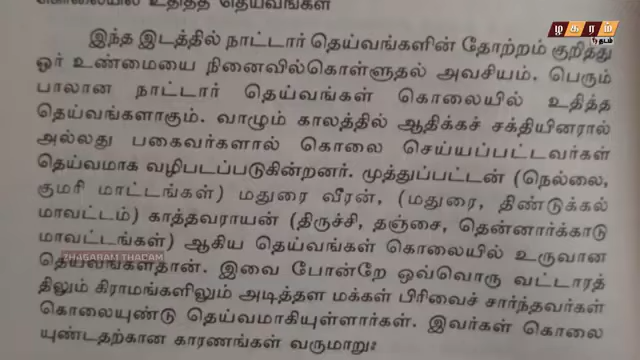 கொலையில் உதித்த தெய்வங்கள்
ழகரம்
தடம்
இந்த இடத்தில் நாட்டார் தெய்வங்களின் தோற்றம் குறித்து
ஓர் உண்மையை நினைவில்கொள்ளுதல் அவசியம். பெரும்
பாலான நாட்டார் தெய்வங்கள் கொலையில் உதித்த
தெய்வங்களாகும். வாழும் காலத்தில் ஆதிக்கச் சக்தியினரால்
அல்லது பகைவர்களால் கொலை செய்யப்பட்டவர்கள்
தெய்வமாக வழிபடப்படுகின்றனர். முத்துப்பட்டன் (நெல்லை,
குமரி மாட்டங்கள்) மதுரை வீரன், (மதுரை, திண்டுக்கல்
மாவட்டம்) காத்தவராயன் (திருச்சி, தஞ்சை, தென்னார்க்காடு
மாவட்டங்கள்) ஆகிய தெய்வங்கள் கொலையில் உருவான
THAGARAM THADAM
தெய்வங்கள்தான். இவை போன்றே ஒவ்வொரு வட்டாரத்
திலும் கிராமங்களிலும் அடித்தள மக்கள் பிரிவைச் சார்ந்தவர்கள்
கொலையுண்டு தெய்வமாகியுள்ளார்கள். இவர்கள் கொலை
யுண்டதற்கான காரணங்கள் வருமாறு: